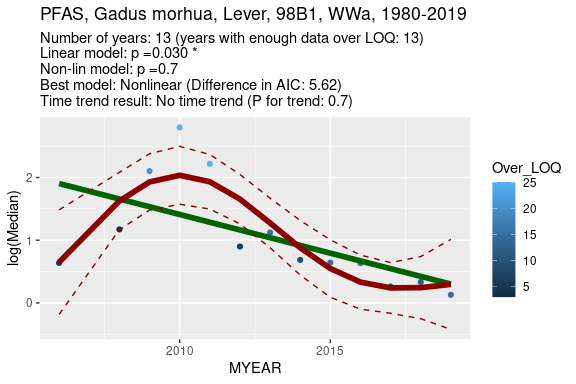 PFAS, Gadus morhua, Lever, 98B1, WWa, 1980-2019
Number of years: 13 (years with enough data over LOQ: 13)
Linear model: p =0.030 *
Non-lin model: p =0.7
Best model: Nonlinear (Difference in AIC: 5.62)
Time trend result: No time trend (P for trend: 0.7)
log(Median)
2
1
0
2010
2015
MYEAR
Over_LOQ
25
20
15
10
5